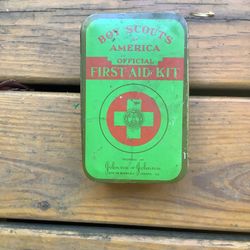 BOY SCOUTS
OF
AMERICA
OFFICIAL
FIRST AID KIT
Johnson & Johnson